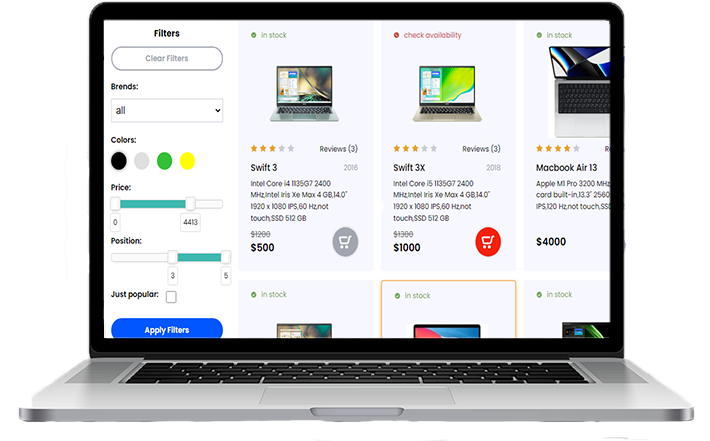 Filters
Clear Filters
Brands:
all
Colors:
Price:
0
4413
Position:
3
5
Just popular:
Apply Filters
in stock
Reviews (3)
Swift 3
2016
Intel Core i4 1135G7 2400
MHz,Intel Iris Xe Max 4 GB,14.0"
1920 x 1080 IPS,60 Hz,not
touch,SSD 512 GB
$1200
$500
check availability
Reviews (3)
Swift 3X
2018
Intel Core i5 1135G7 2400
MHz,Intel Iris Xe Max 4 GB,14.0"
1920 x 1080 IPS,60 Hz,not
touch,SSD 512 GB
$1300
$1000
in stock
Macbook Air 13
Apple M1 Pro 3200 MHz
cord built-in,13.3" 2560
IPS,120 Hz,not touch,SSD
$4000
in stock
in stock
in stock